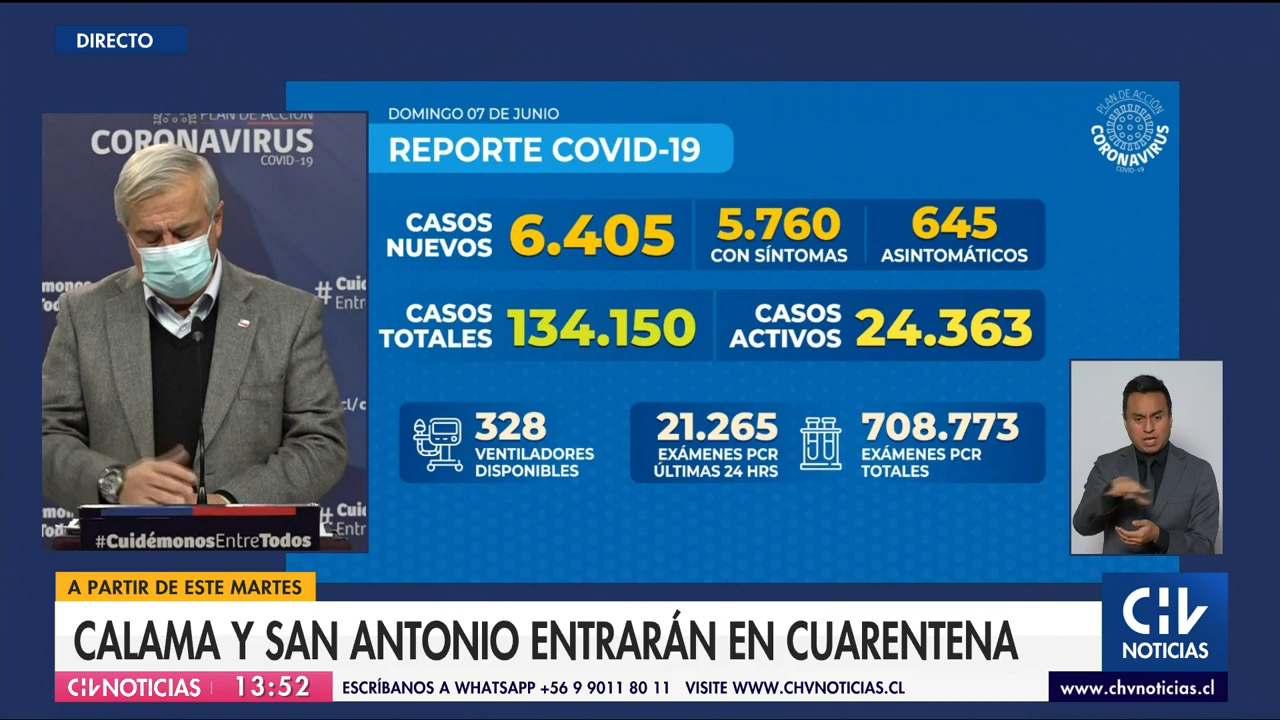 DIRECTO
PLAN DE ACCIÓN
CORONAVIRUS
COVID-19
#Cuidémonos
Entre
#CuidémonosEntreTodos
DOMINGO 07 DE JUNIO
REPORTE COVID-19
PLAN DE ACCIÓN
CORONAVIRUS
COVID-19
CASOS
NUEVOS
6.405
5.760
CON SÍNTOMAS
645
ASINTOMÁTICOS
CASOS
TOTALES
134.150
CASOS
ACTIVOS
24.363
328
VENTILADORES
DISPONIBLES
21.265
EXÁMENES PCR
ÚLTIMAS 24 HRS
708.773
EXÁMENES PCR
TOTALES
A PARTIR DE ESTE MARTES
CALAMA Y SAN ANTONIO ENTRARÁN EN CUARENTENA
CHV
NOTICIAS
CHVNOTICIAS 13:52 ESCRÍBANOS A WHATSAPP +56 9 9011 80 11 VISITE WWW.CHVNOTICIAS.CL
www.chvnoticias.cl